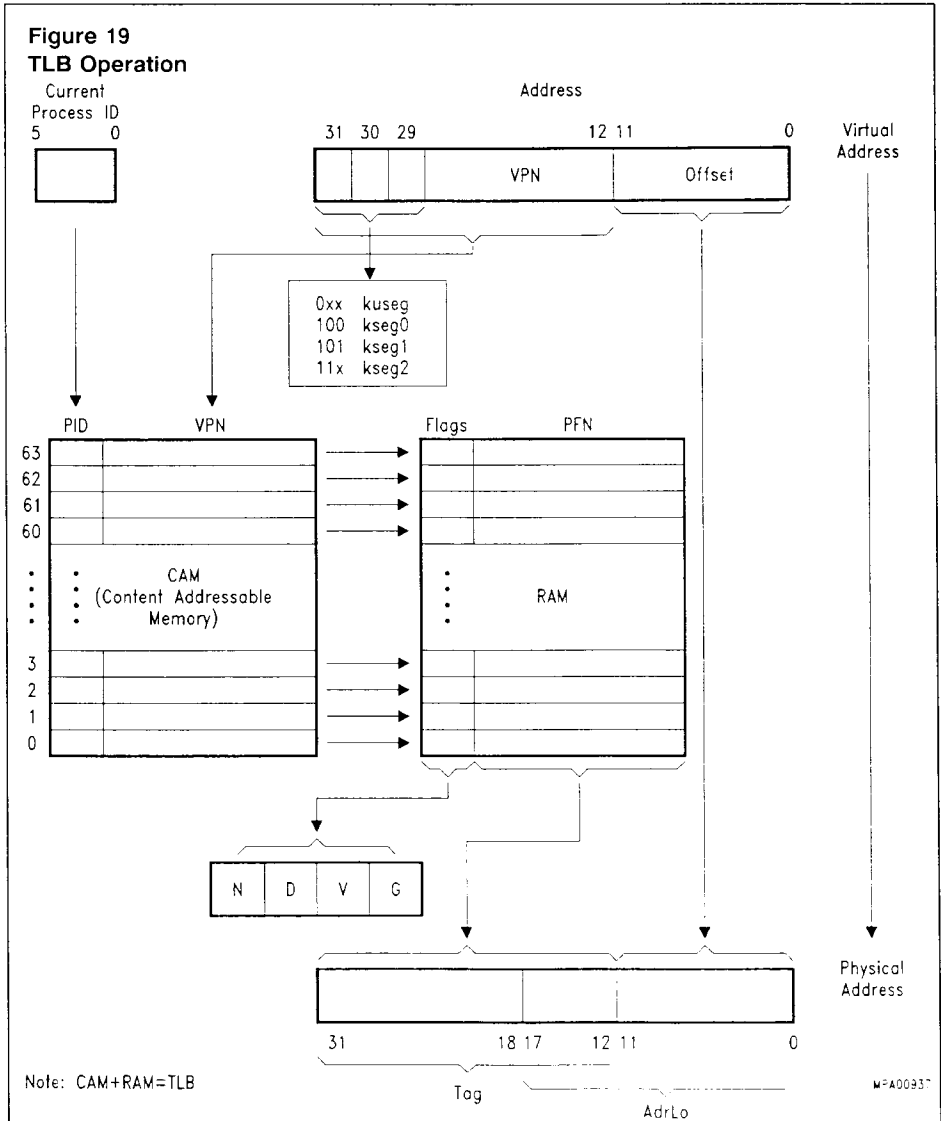 Figure 19
TLB Operation
Current
Process ID
5 0
Address
31 30 29 12 11 0
Virtual
Address
VPN Offset
0xx kuseg
100 kseg0
101 kseg1
11x kseg2
PID VPN Flags PFN
63
62
61
60
CAM
(Content Addressable
Memory)
RAM
3
2
1
0
N D V G
Physical
Address
31 18 17 12 11 0
Tag
AdrLo
Note: CAM+RAM=TLB